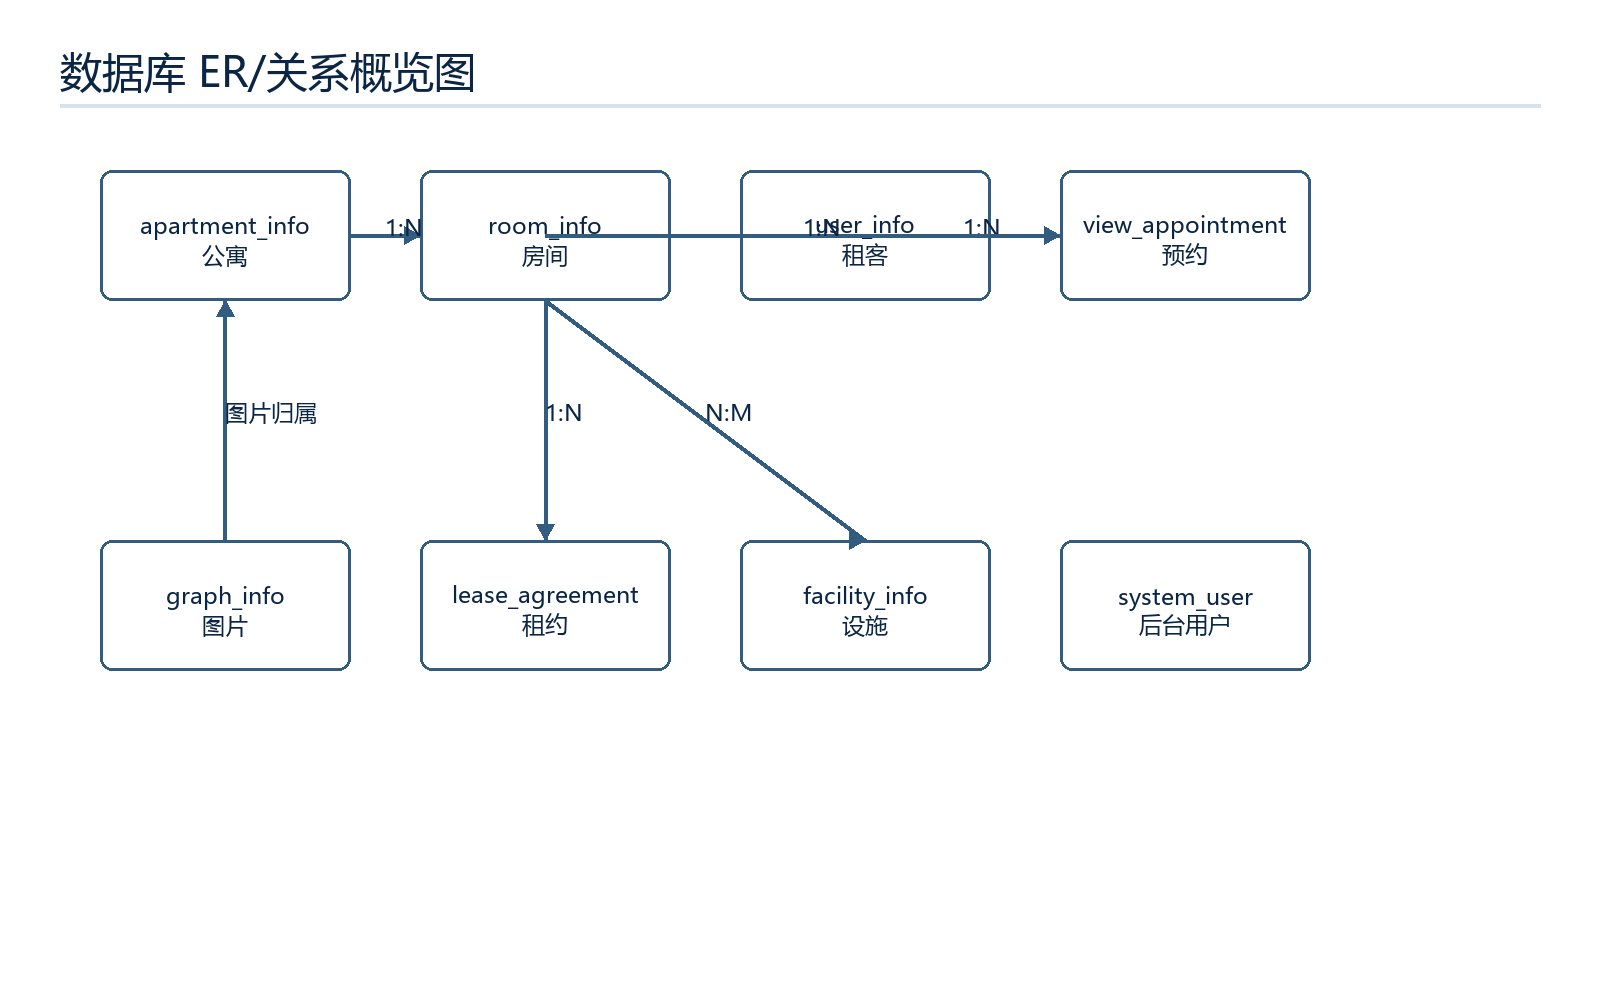 数据库 ER/关系概览图
apartment_info
公寓
1:N
room_info
房间
1:N
user_info
租客
1:N
view_appointment
预约
图片归属
1:N
N:M
graph_info
图片
lease_agreement
租约
facility_info
设施
system_user
后台用户